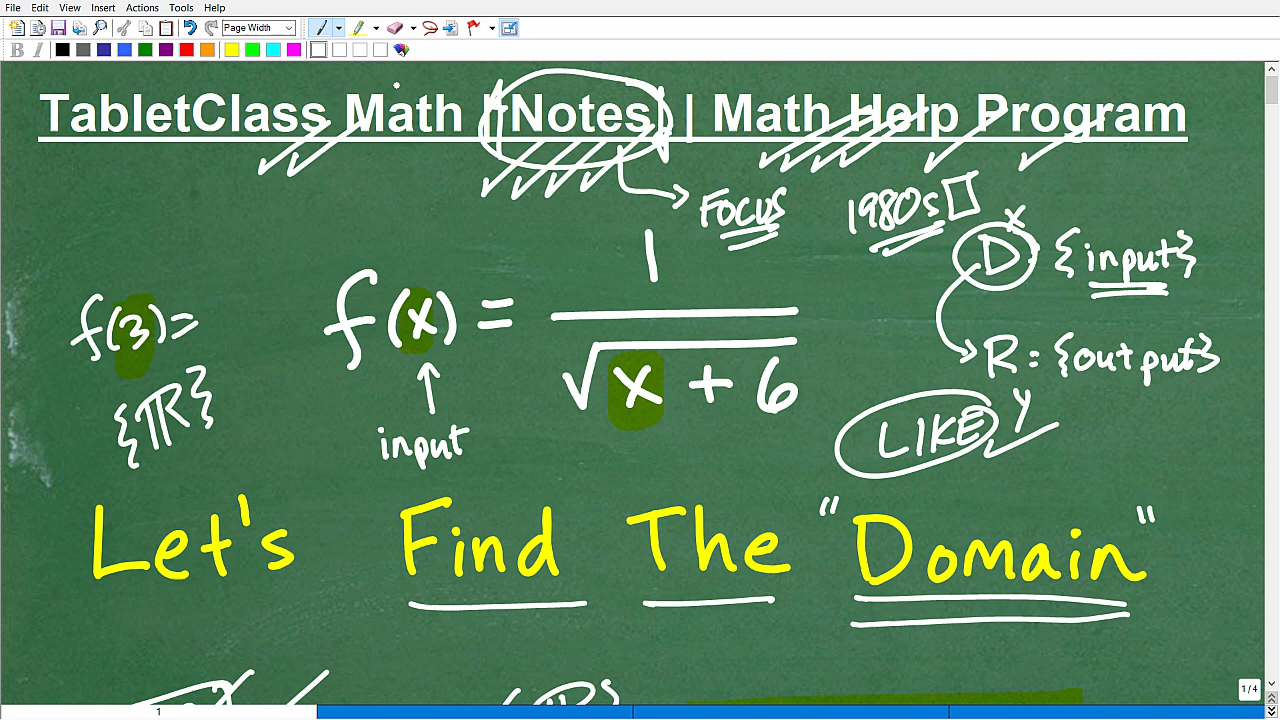 File Edit View Insert Actions Tools Help
Page Width
B I
TabletClass Math | Notes | Math Help Program
FOCUS
1980s
x
D {input}
R = {output}
Y
f(3)=
{ℝ}
f(x) = 1 / √x + 6
input
LIKE
Let's Find The "Domain"
1/4
1